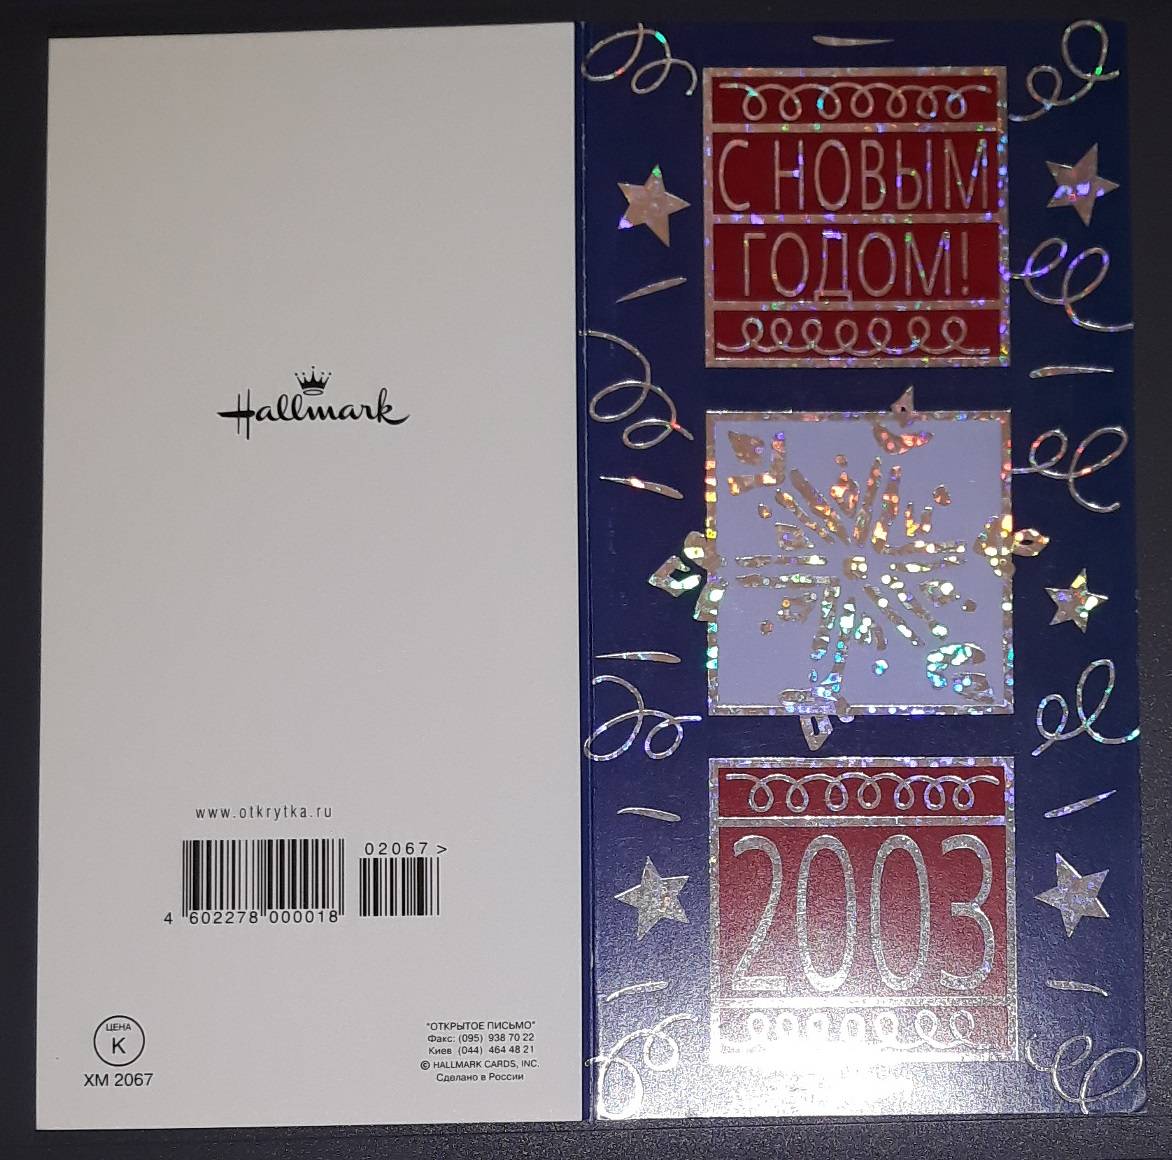 Hallmark
www.otkrytka.ru
02067 >
4 602278 000018
ЦЕНА
К
ХМ 2067
"ОТКРЫТОЕ ПИСЬМО"
Факс: (095) 938 70 22
Киев (044) 464 48 21
© HALLMARK CARDS, INC.
Сделано в России
С НОВЫМ
ГОДОМ!
2003